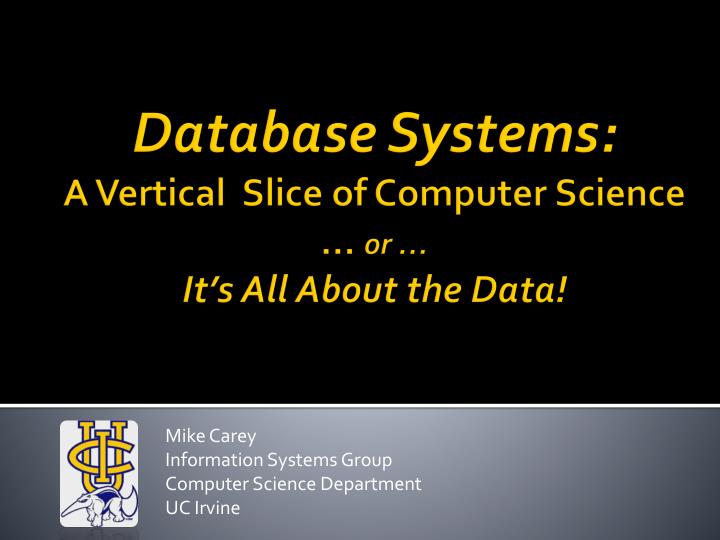 Database Systems:
A Vertical Slice of Computer Science
… or …
It’s All About the Data!
UCI
Mike Carey
Information Systems Group
Computer Science Department
UC Irvine